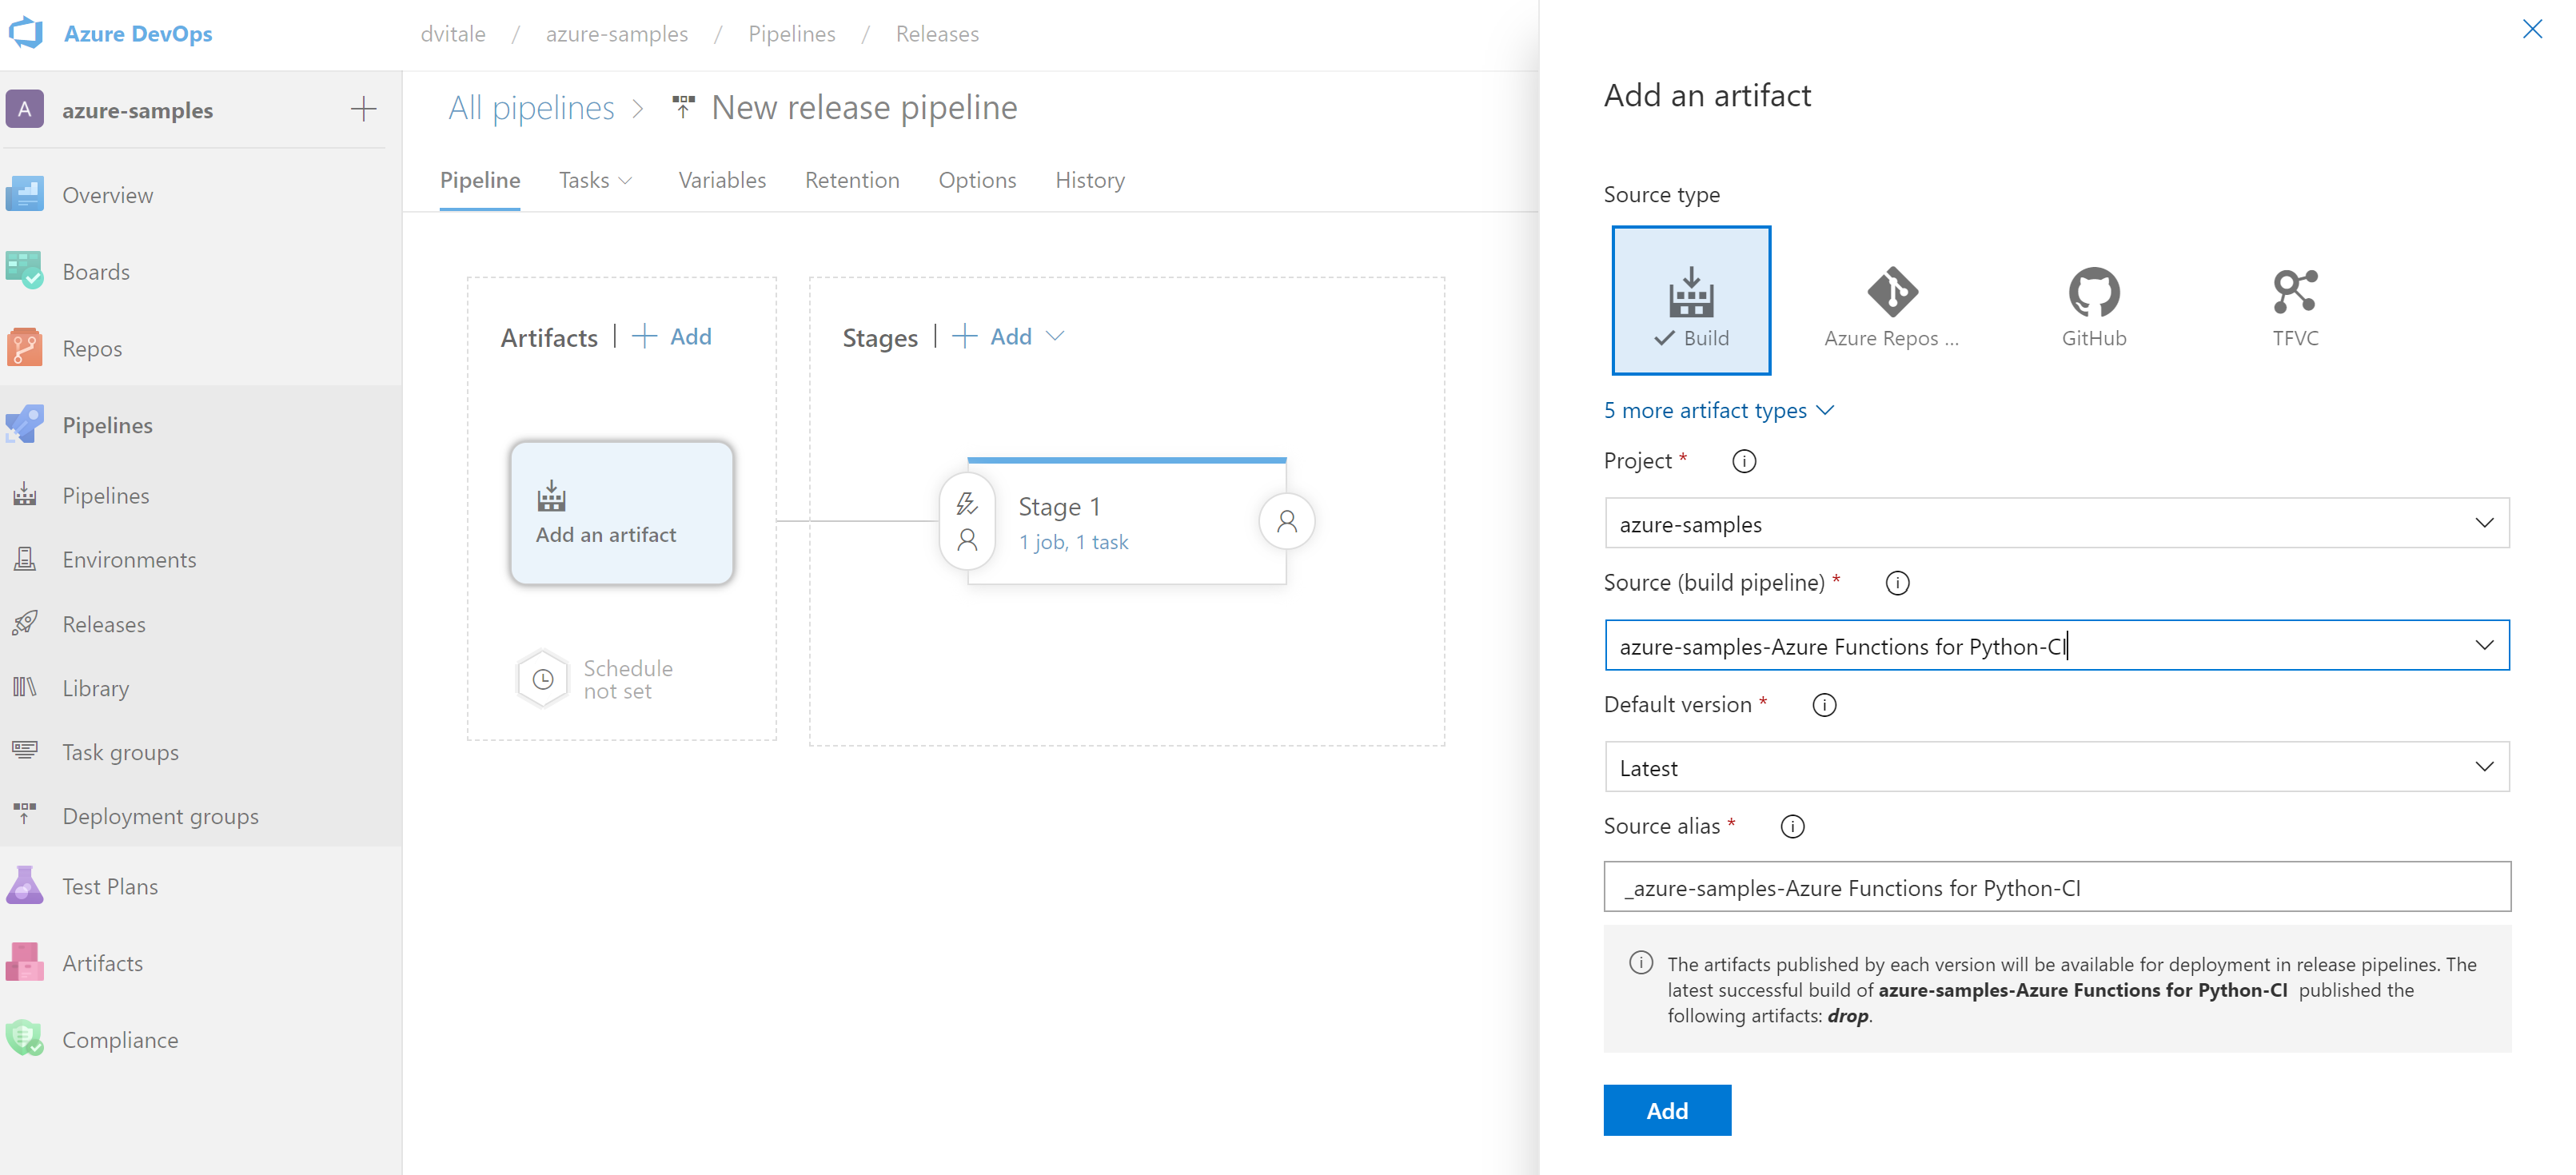 Azure DevOps
dvitale / azure-samples / Pipelines / Releases
A azure-samples
Overview
Boards
Repos
Pipelines
Pipelines
Environments
Releases
Library
Task groups
Deployment groups
Test Plans
Artifacts
Compliance
All pipelines > New release pipeline
Pipeline Tasks Variables Retention Options History
Artifacts | + Add
Add an artifact
Schedule
not set
Stages | + Add
Stage 1
1 job, 1 task
Add an artifact
Source type
Build Azure Repos ... GitHub TFVC
5 more artifact types
Project *
azure-samples
Source (build pipeline) *
azure-samples-Azure Functions for Python-CI
Default version *
Latest
Source alias *
_azure-samples-Azure Functions for Python-CI
The artifacts published by each version will be available for deployment in release pipelines. The
latest successful build of azure-samples-Azure Functions for Python-CI published the
following artifacts: drop.
Add